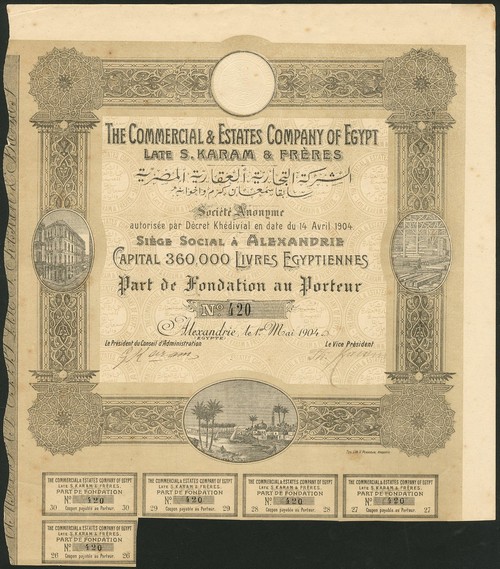 THE COMMERCIAL & ESTATES COMPANY OF EGYPT
LATE S. KARAM & FRÈRES
الشركة التجارية العقارية المصرية
سابقا سمعان كرم واخوانه
Société Anonyme
autorisée par Décret Khédivial en date du 14 Avril 1904
SIÈGE SOCIAL À ALEXANDRIE
CAPITAL 360,000 LIVRES EGYPTIENNES
Part de Fondation au Porteur
No 420
Alexandrie, le 1er Mai 1904
EGYPTE
Le Président du Conseil d'Administration
Le Vice Président
THE COMMERCIAL & ESTATES COMPANY OF EGYPT
LATE S. KARAM & FRÈRES.
PART DE FONDATION
No 420
30 Coupon payable au Porteur. 30
THE COMMERCIAL & ESTATES COMPANY OF EGYPT
LATE S. KARAM & FRÈRES.
PART DE FONDATION
No 420
29 Coupon payable au Porteur. 29
THE COMMERCIAL & ESTATES COMPANY OF EGYPT
LATE S. KARAM & FRÈRES.
PART DE FONDATION
No 420
28 Coupon payable au Porteur. 28
THE COMMERCIAL & ESTATES COMPANY OF EGYPT
LATE S. KARAM & FRÈRES.
PART DE FONDATION
No 420
27 Coupon payable au Porteur. 27
THE COMMERCIAL & ESTATES COMPANY OF EGYPT
LATE S. KARAM & FRÈRES.
PART DE FONDATION
No 420
26 Coupon payable au Porteur. 26